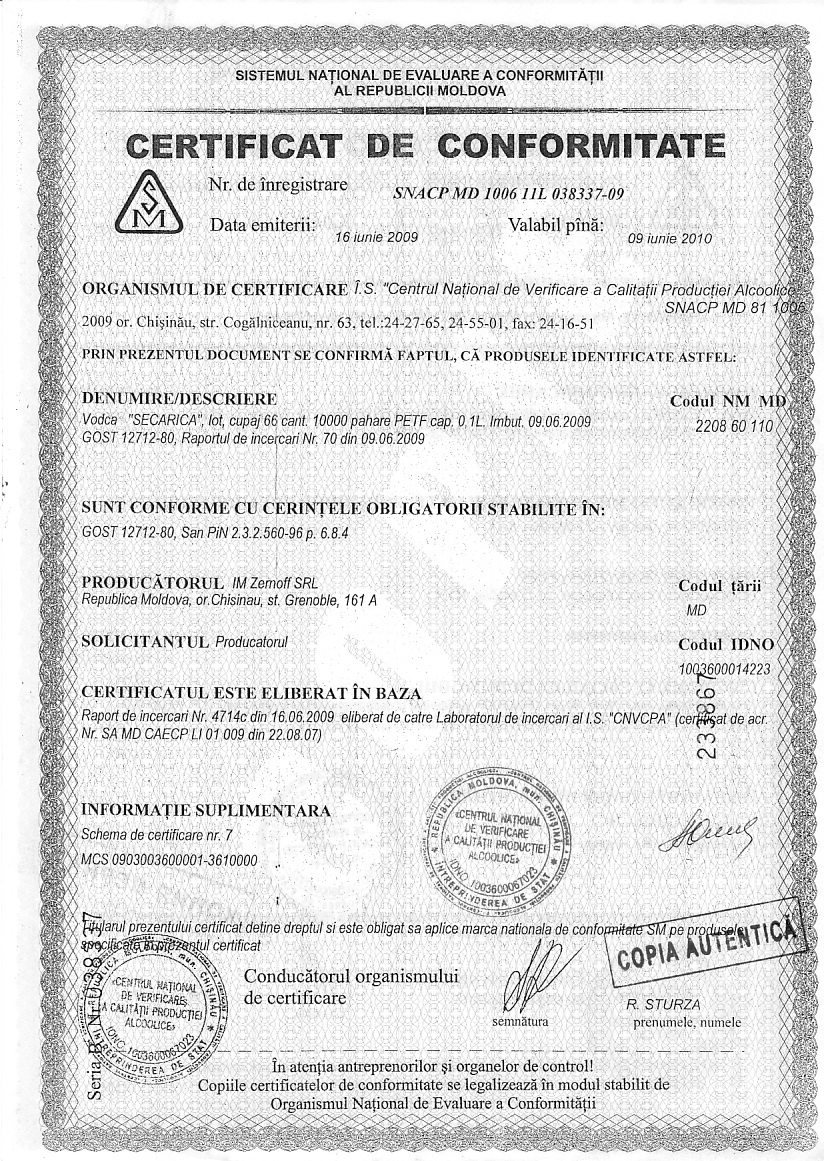 SISTEMUL NAȚIONAL DE EVALUARE A CONFORMITĂȚII
AL REPUBLICII MOLDOVA
CERTIFICAT DE CONFORMITATE
SM
Nr. de înregistrare SNACP MD 1006 11L 038337-09
Data emiterii: 16 iunie 2009 Valabil pînă: 09 iunie 2010
ORGANISMUL DE CERTIFICARE Î.S. "Centrul Național de Verificare a Calitații Producției Alcoolice
SNACP MD 81 1006
2009 or. Chișinău, str. Cogălniceanu, nr. 63, tel.:24-27-65, 24-55-01, fax: 24-16-51
PRIN PREZENTUL DOCUMENT SE CONFIRMĂ FAPTUL, CĂ PRODUSELE IDENTIFICATE ASTFEL:
DENUMIRE/DESCRIERE Codul NM MD
Vodca "SECARICA", lot, cupaj 66 cant. 10000 pahare PETF cap. 0,1L. Imbut. 09.06.2009 2208 60 110
GOST 12712-80, Raportul de incercari Nr. 70 din 09.06.2009
SUNT CONFORME CU CERINȚELE OBLIGATORII STABILITE ÎN:
GOST 12712-80, San PiN 2.3.2.560-96 p. 6.8.4
PRODUCĂTORUL IM Zernoff SRL Codul țării
Republica Moldova, or.Chisinau, st. Grenoble, 161 A MD
SOLICITANTUL Producatorul Codul IDNO
1003600014223
CERTIFICATUL ESTE ELIBERAT ÎN BAZA
Raport de incercari Nr. 4714c din 16.06.2009 eliberat de catre Laboratorul de incercari al I.S. "CNVCPA" (certificat de acr.
Nr. SA MD CAECP LI 01 009 din 22.08.07)
233867
INFORMAȚIE SUPLIMENTARA
Schema de certificare nr. 7
MCS 0903003600001-3610000
REPUBLICA MOLDOVA, mun. CHIȘINĂU
«CENTRUL NAȚIONAL
DE VERIFICARE
A CALITĂȚII PRODUCȚIEI
ALCOOLICE»
IDNO 1003600067023
ÎNTREPRINDEREA DE STAT
Titularul prezentului certificat detine dreptul si este obligat sa aplice marca nationala de conformitate SM pe produsele
specificate in prezentul certificat
COPIA AUTENTICĂ
«CENTRUL NAȚIONAL
DE VERIFICARE
A CALITĂȚII PRODUCȚIEI
ALCOOLICE»
IDNO 1003600067023
ÎNTREPRINDEREA DE STAT
Conducătorul organismului
de certificare
semnătura
R. STURZA
prenumele, numele
În atenția antreprenorilor și organelor de control!
Copiile certificatelor de conformitate se legalizează în modul stabilit de
Organismul Național de Evaluare a Conformității